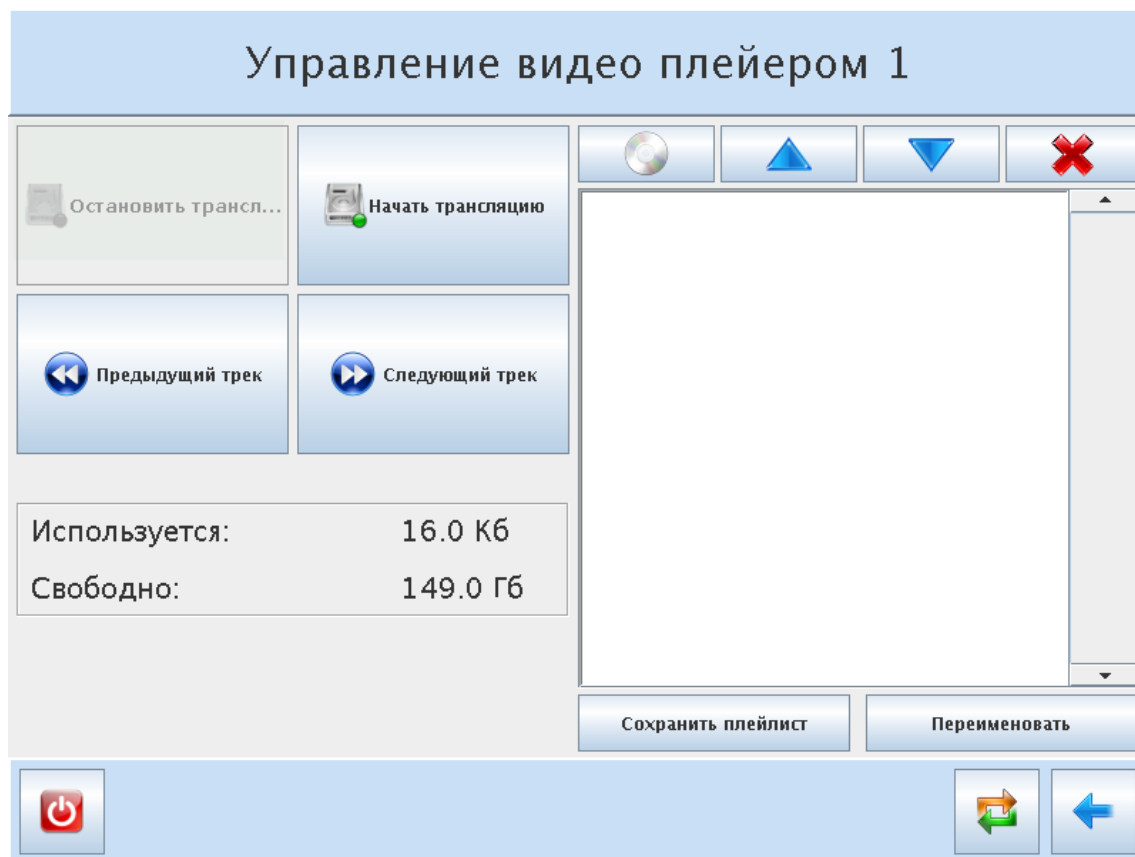 Управление видео плейером 1
Остановить трансл...
Начать трансляцию
Предыдущий трек
Следующий трек
Используется: 16.0 Кб
Свободно: 149.0 Гб
Сохранить плейлист
Переименовать